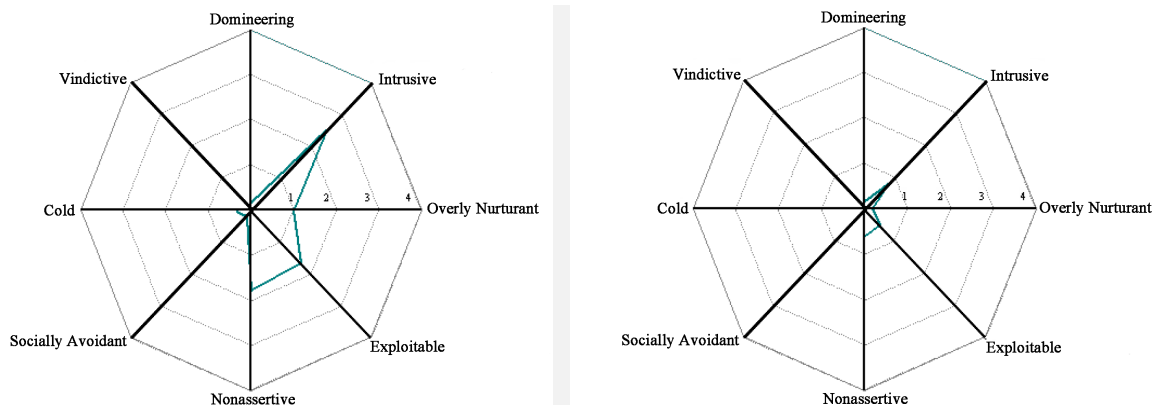 Domineering
Vindictive
Intrusive
Cold
1 2 3 4
Overly Nurturant
Socially Avoidant
Exploitable
Nonassertive
Domineering
Vindictive
Intrusive
Cold
1 2 3 4
Overly Nurturant
Socially Avoidant
Exploitable
Nonassertive